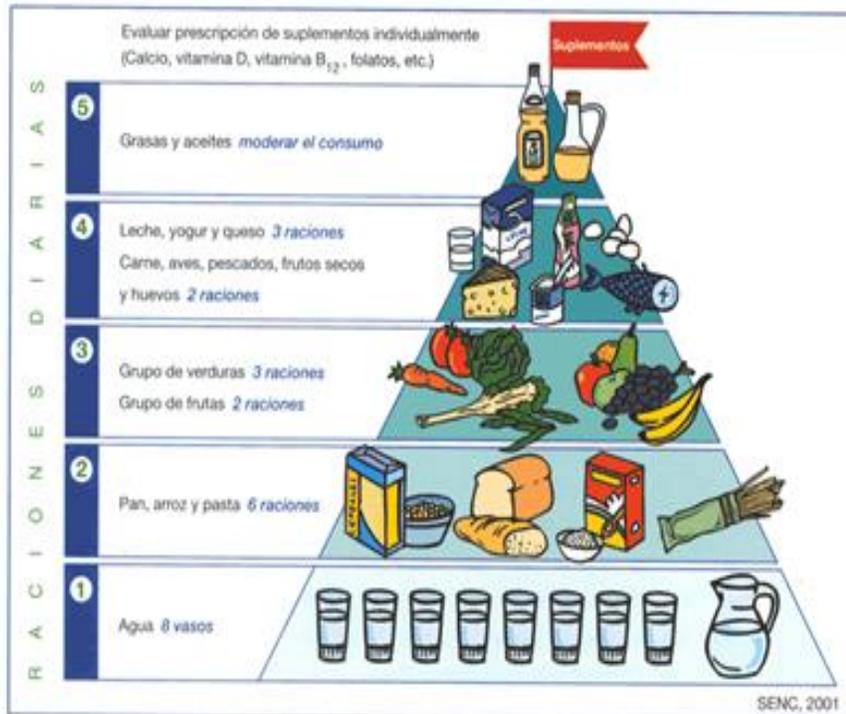 Evaluar prescripción de suplementos individualmente
(Calcio, vitamina D, vitamina B12, folatos, etc.)
Suplementos
RACIONES DIARIAS
5
Grasas y aceites moderar el consumo
4
Leche, yogur y queso 3 raciones
Carne, aves, pescados, frutos secos
y huevos 2 raciones
3
Grupo de verduras 3 raciones
Grupo de frutas 2 raciones
2
Pan, arroz y pasta 6 raciones
1
Agua 8 vasos
SENC, 2001